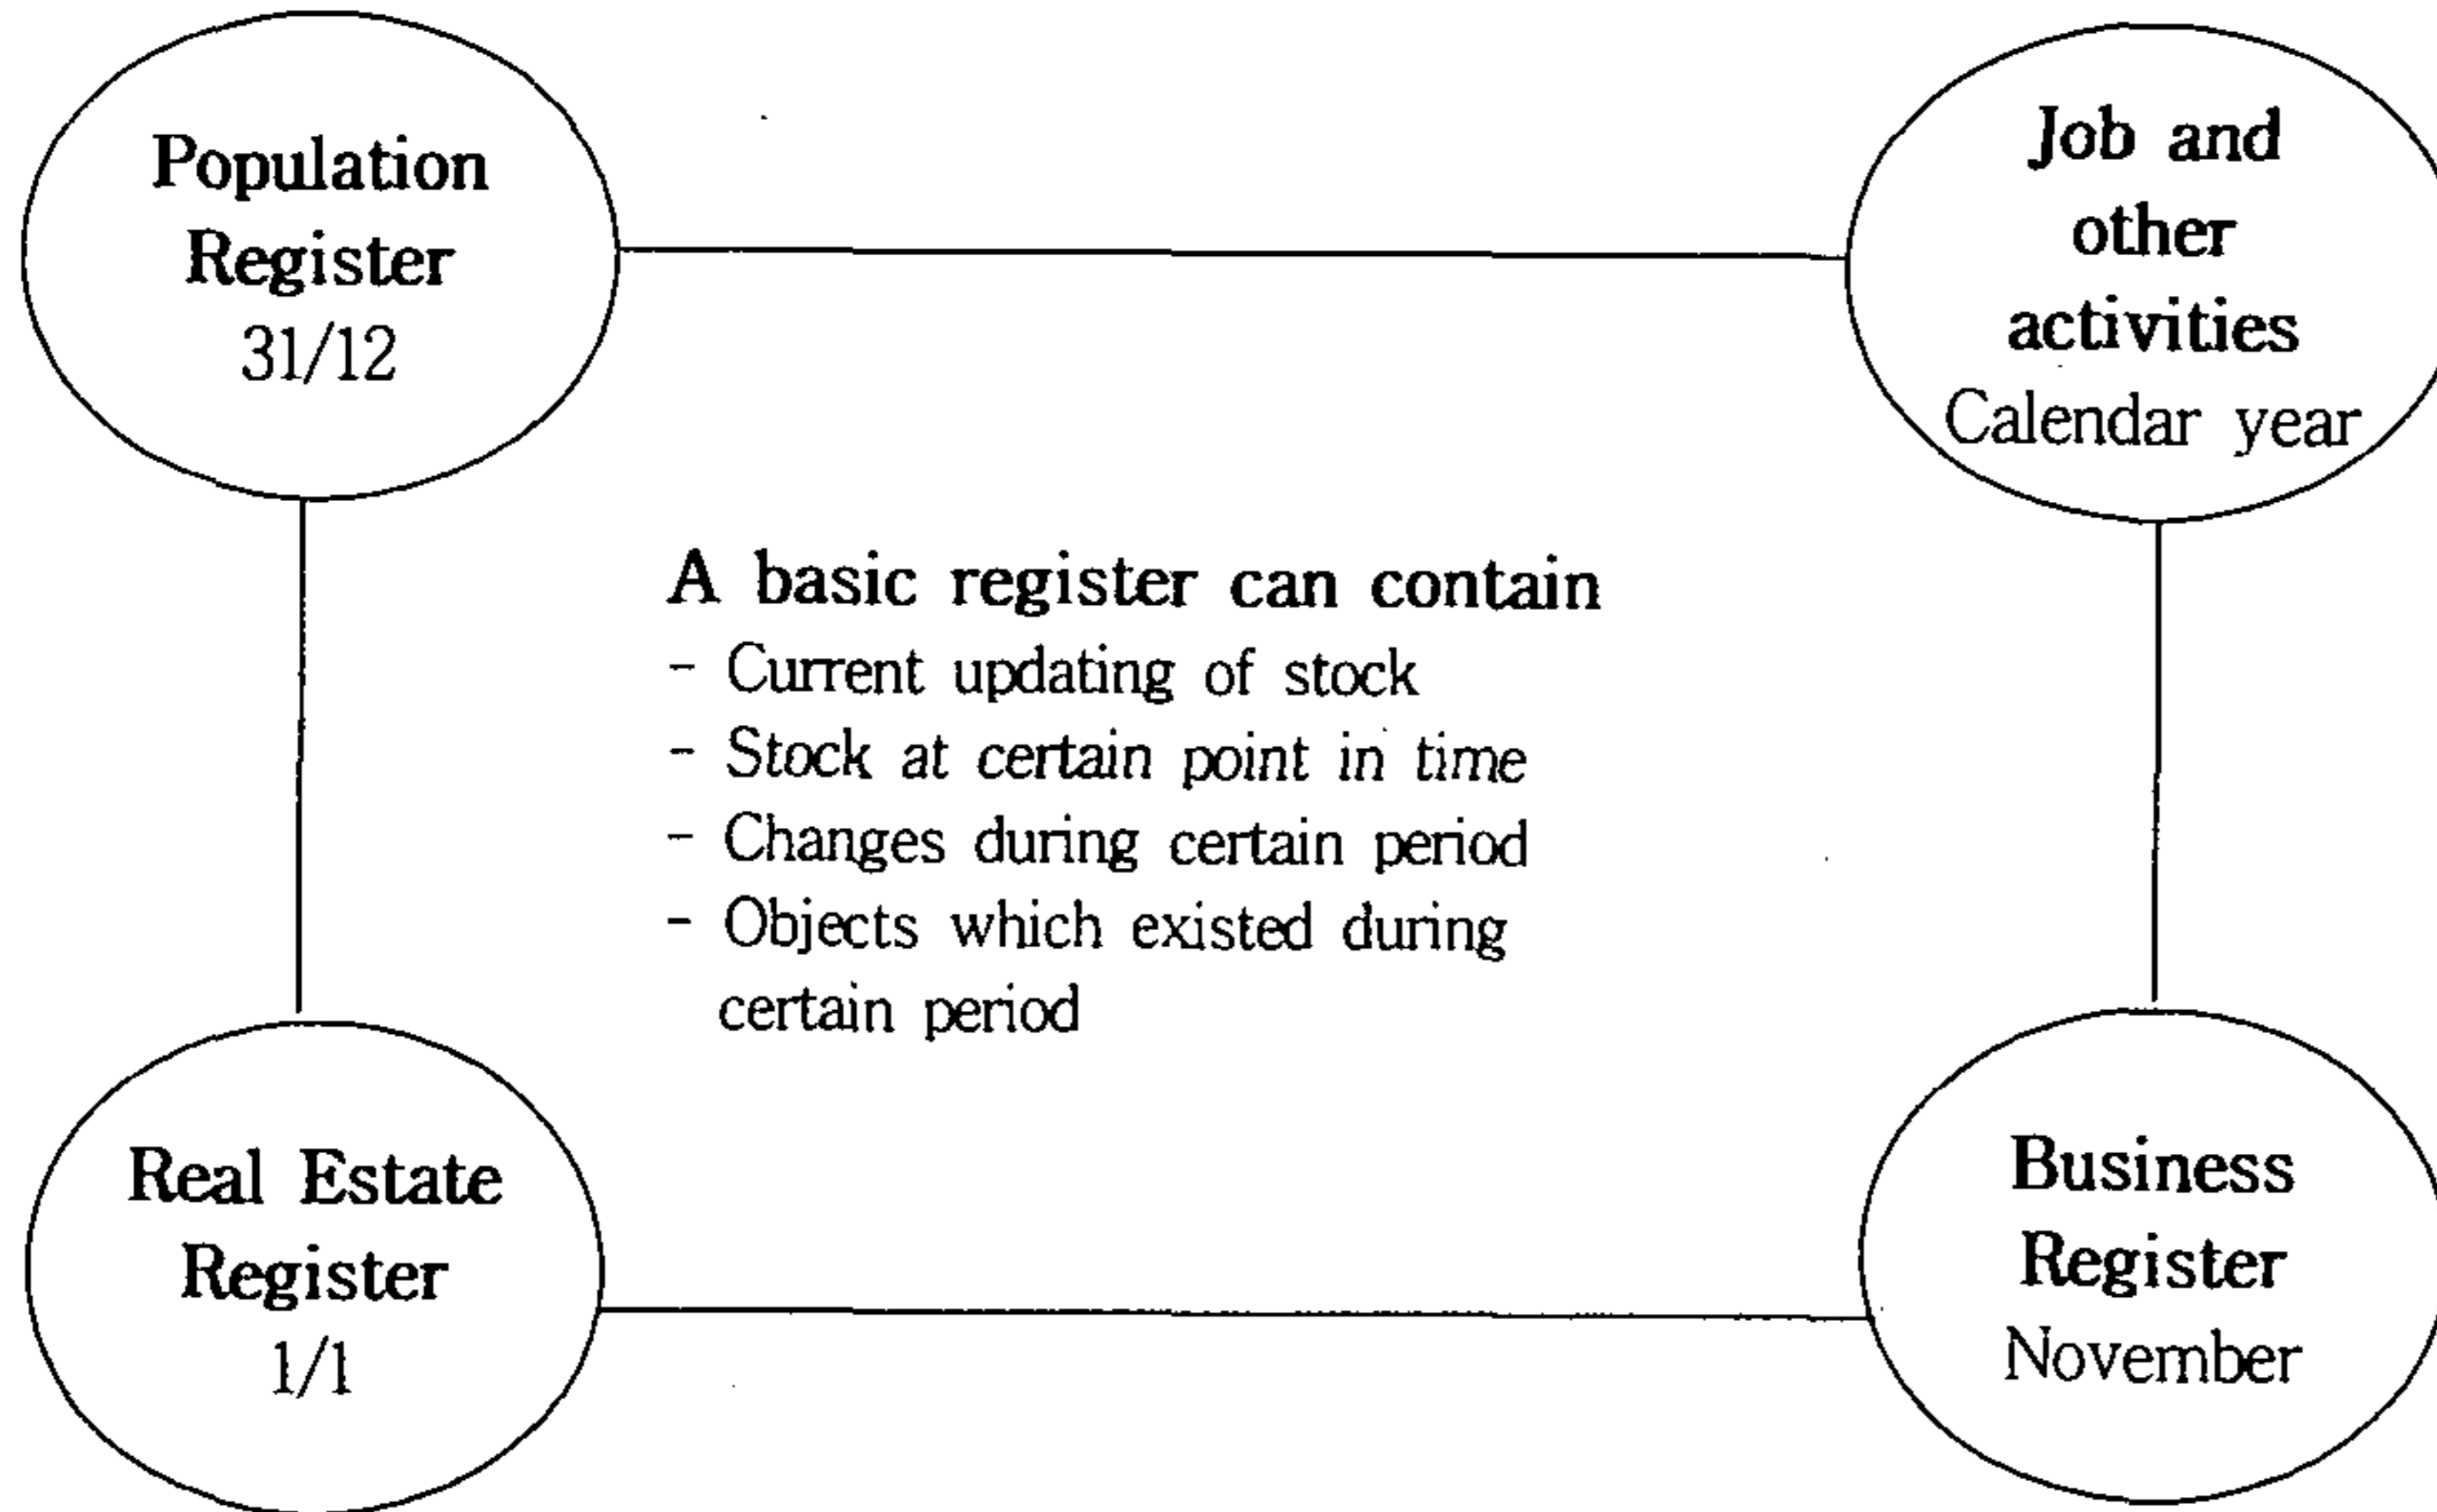 Population
Register
31/12
Job and
other
activities
Calendar year
A basic register can contain
- Current updating of stock
- Stock at certain point in time
- Changes during certain period
- Objects which existed during
certain period
Real Estate
Register
1/1
Business
Register
November